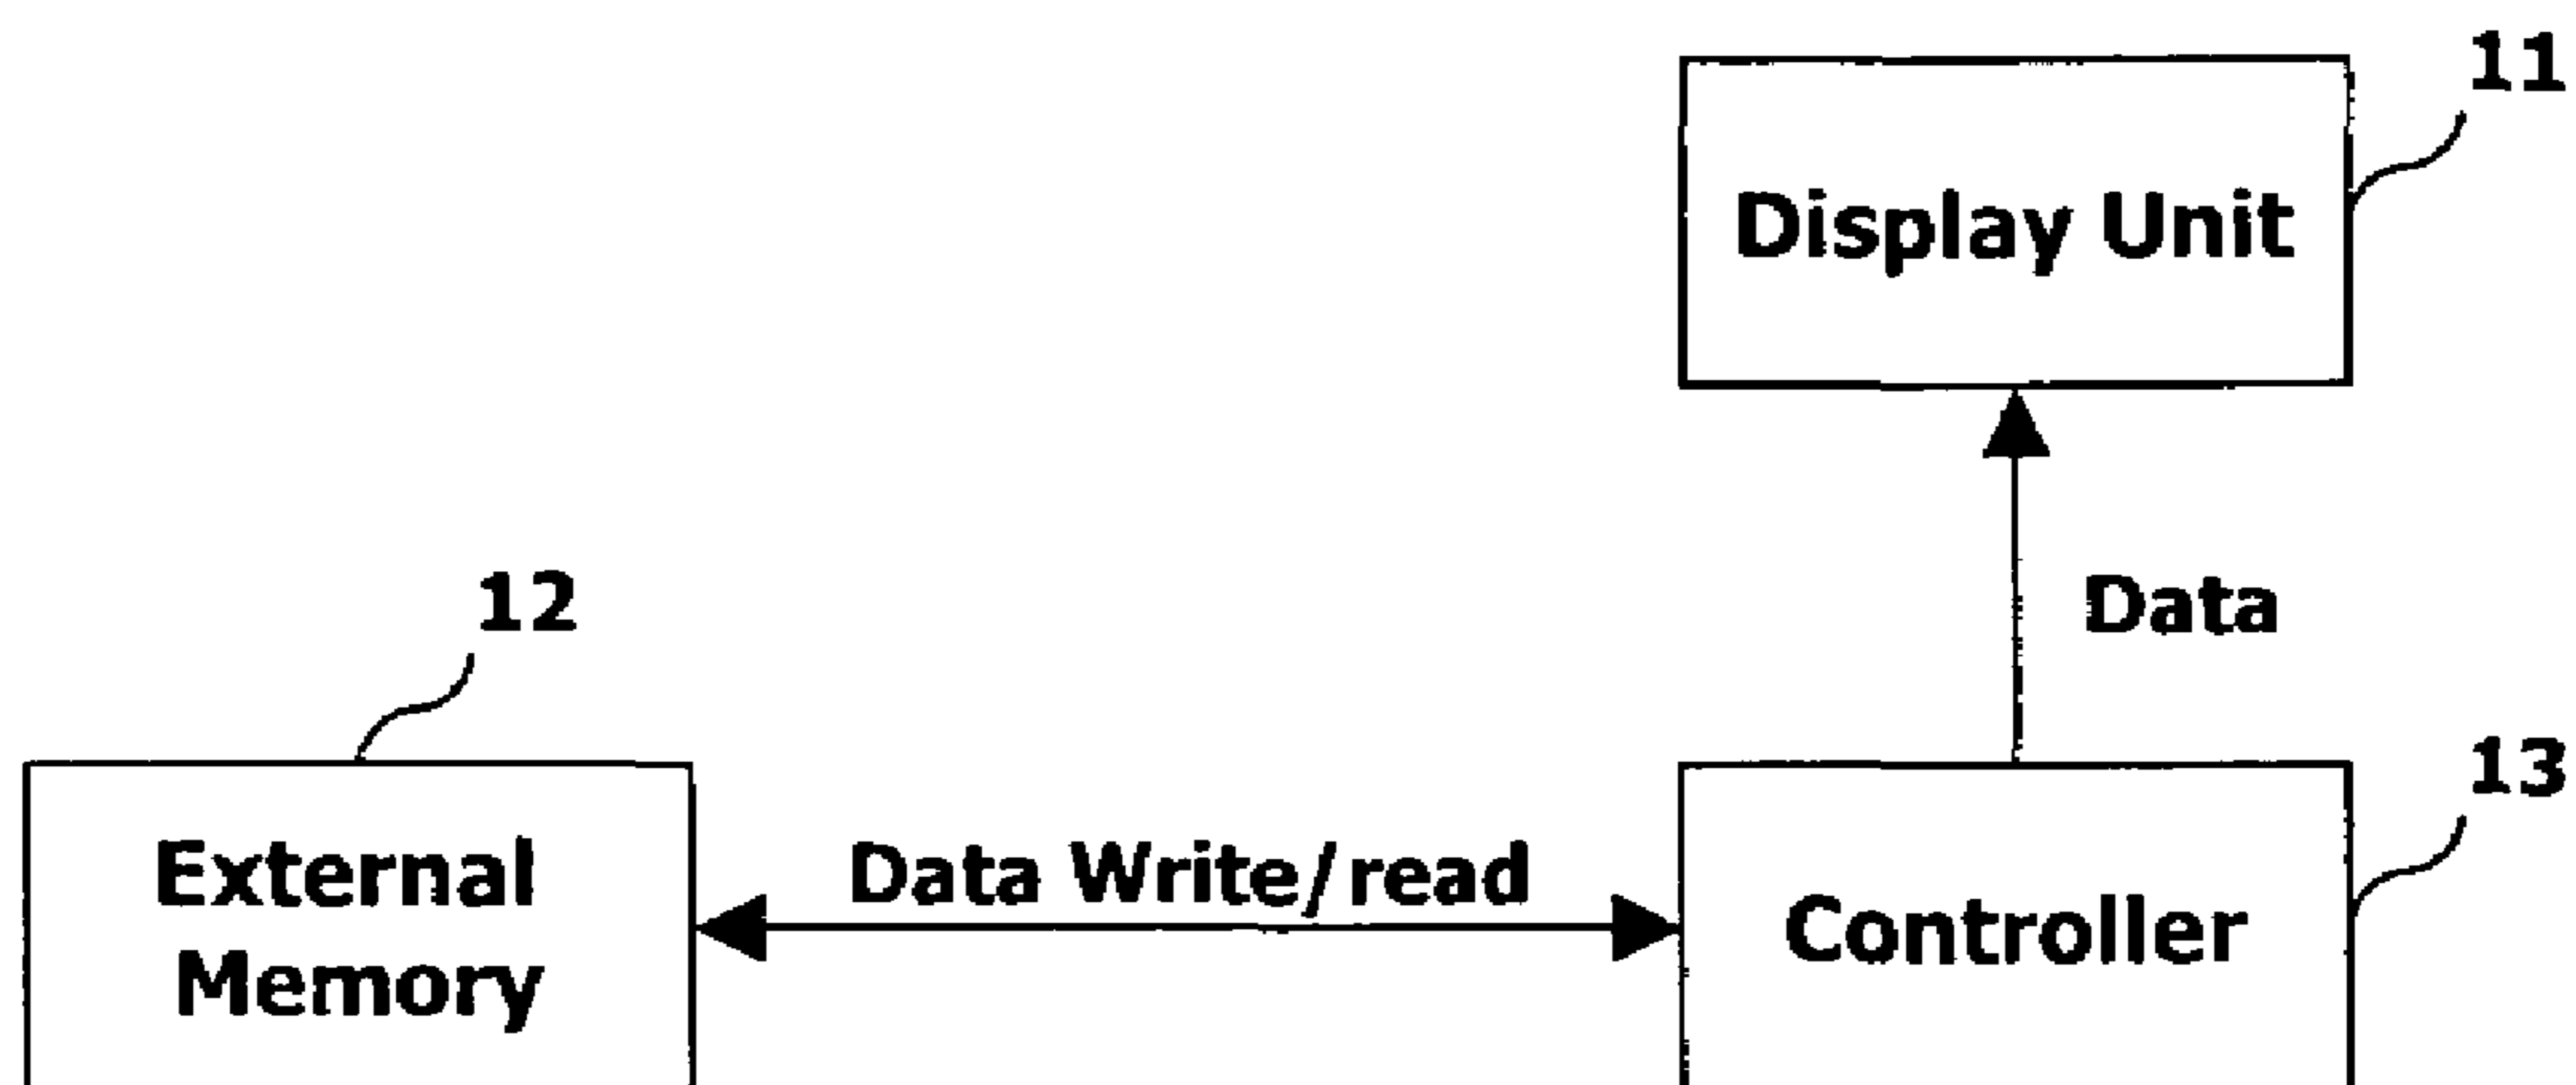 11
Display Unit
Data
12
13
External
Memory
Data Write/read
Controller